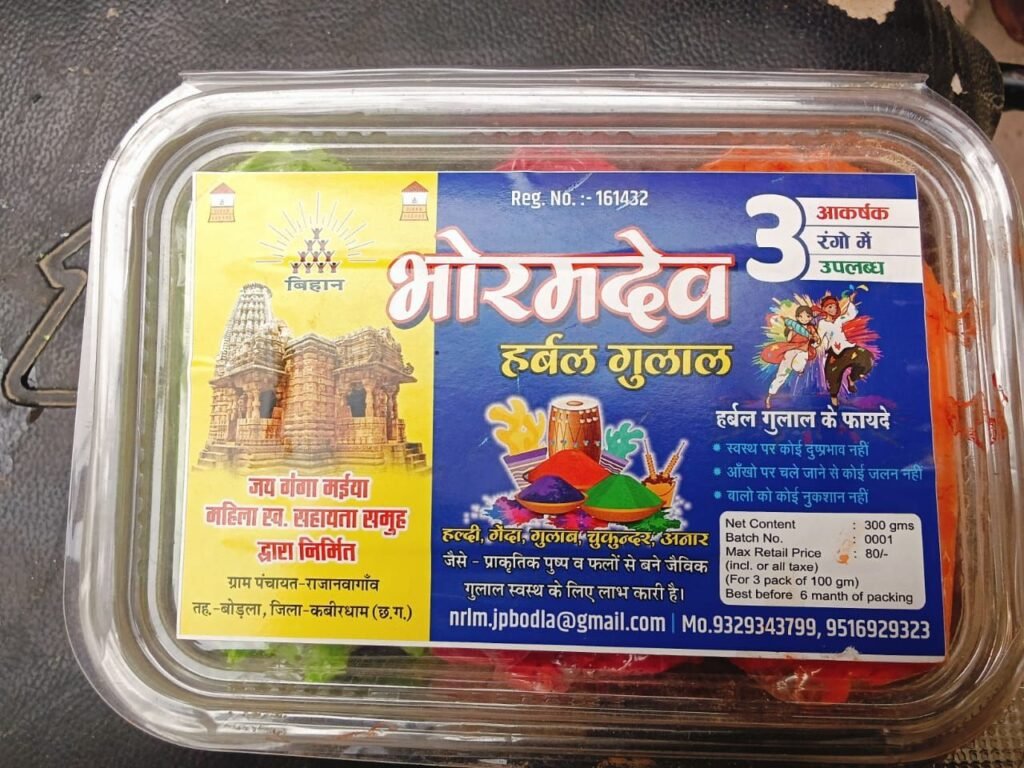 बिहान
जय गंगा मईया
महिला स्व. सहायता समुह
द्वारा निर्मित
ग्राम पंचायत-राजानवागाँव
तह.-बोड़ला, जिला-कबीरधाम (छ.ग.)
Reg. No. :- 161432
भोरमदेव
हर्बल गुलाल
3 आकर्षक
रंगो में
उपलब्ध
हल्दी, गेंदा, गुलाब, चुकुन्दर, अनार
जैसे - प्राकृतिक पुष्प व फलों से बने जैविक
गुलाल स्वस्थ के लिए लाभ कारी है।
हर्बल गुलाल के फायदे
* स्वस्थ पर कोई दुष्प्रभाव नहीं
* आँखो पर चले जाने से कोई जलन नहीं
* बालो को कोई नुकशान नहीं
Net Content : 300 gms
Batch No. : 0001
Max Retail Price : 80/-
(incl. or all taxe)
(For 3 pack of 100 gm)
Best before 6 manth of packing
nrlm.jpbodla@gmail.com | Mo.9329343799, 9516929323